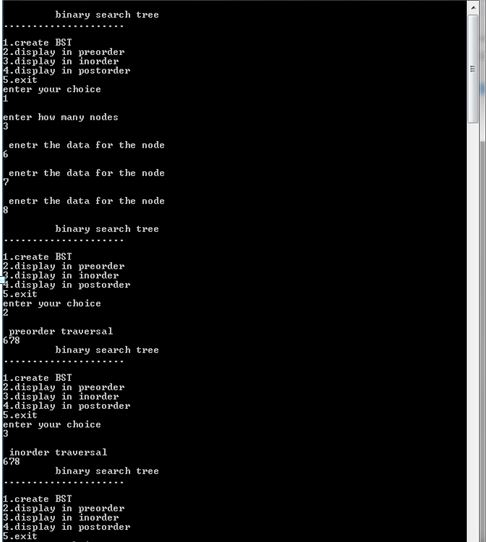 binary search tree
......................
1.create BST
2.display in preorder
3.display in inorder
4.display in postorder
5.exit
enter your choice
1
enter how many nodes
3
enetr the data for the node
6
enetr the data for the node
7
enetr the data for the node
8
binary search tree
......................
1.create BST
2.display in preorder
3.display in inorder
4.display in postorder
5.exit
enter your choice
2
preorder traversal
678
binary search tree
......................
1.create BST
2.display in preorder
3.display in inorder
4.display in postorder
5.exit
enter your choice
3
inorder traversal
678
binary search tree
......................
1.create BST
2.display in preorder
3.display in inorder
4.display in postorder
5.exit